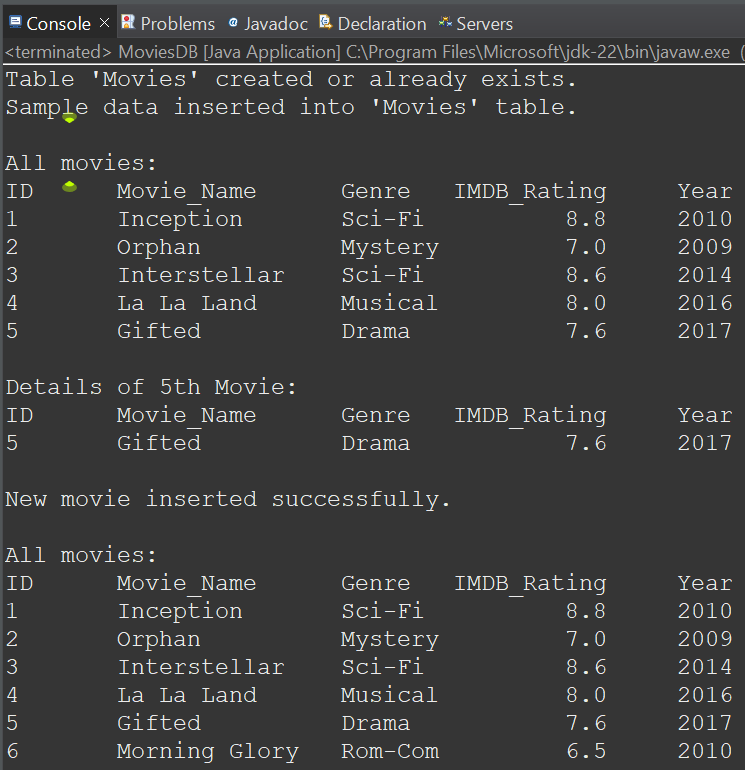 Console Problems Javadoc Declaration Servers
<terminated> MoviesDB [Java Application] C:\Program Files\Microsoft\jdk-22\bin\javaw.exe (
Table 'Movies' created or already exists.
Sample data inserted into 'Movies' table.
All movies:
ID Movie_Name Genre IMDB_Rating Year
1 Inception Sci-Fi 8.8 2010
2 Orphan Mystery 7.0 2009
3 Interstellar Sci-Fi 8.6 2014
4 La La Land Musical 8.0 2016
5 Gifted Drama 7.6 2017
Details of 5th Movie:
ID Movie_Name Genre IMDB_Rating Year
5 Gifted Drama 7.6 2017
New movie inserted successfully.
All movies:
ID Movie_Name Genre IMDB_Rating Year
1 Inception Sci-Fi 8.8 2010
2 Orphan Mystery 7.0 2009
3 Interstellar Sci-Fi 8.6 2014
4 La La Land Musical 8.0 2016
5 Gifted Drama 7.6 2017
6 Morning Glory Rom-Com 6.5 2010